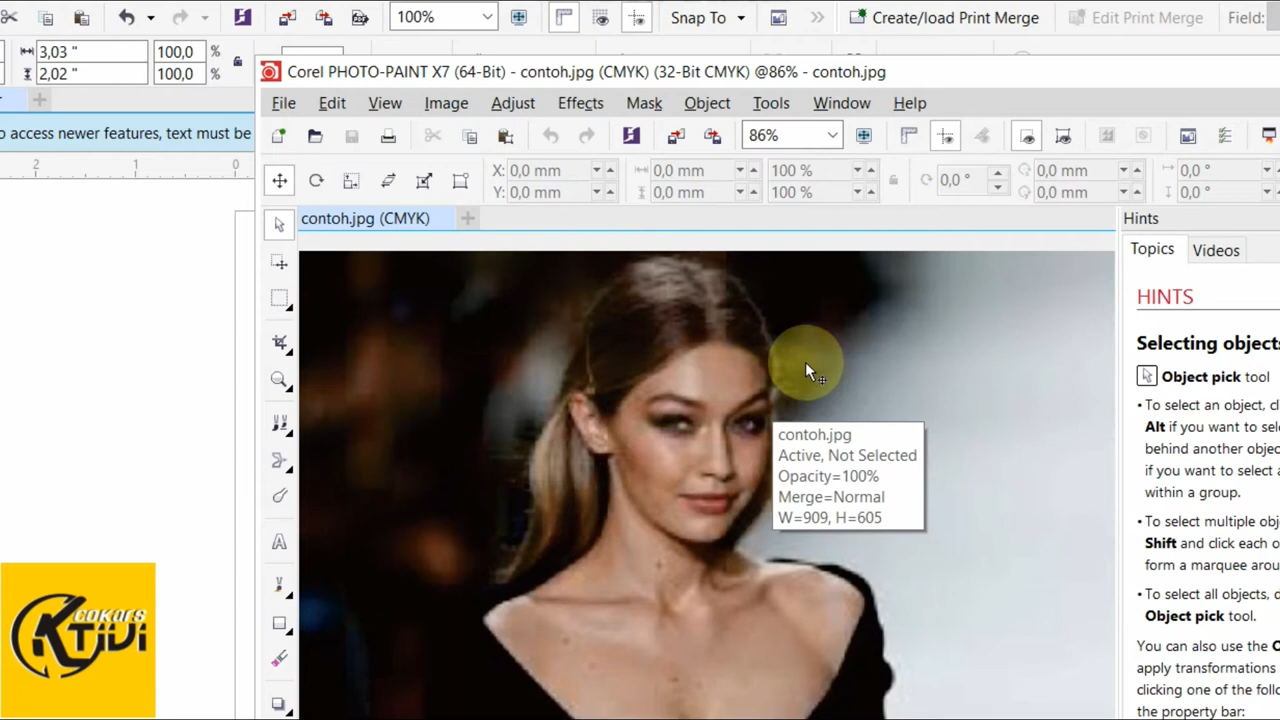 100%
Snap To
Create/load Print Merge
Edit Print Merge
Field:
3,03 "
100,0
%
2,02 "
100,0
%
Corel PHOTO-PAINT X7 (64-Bit) - contoh.jpg (CMYK) (32-Bit CMYK) @86% - contoh.jpg
File Edit View Image Adjust Effects Mask Object Tools Window Help
o access newer features, text must be
86%
2 1 0
X: 0,0 mm
0,0 mm
100 %
0,0 °
0,0 mm
0,0 °
Y: 0,0 mm
0,0 mm
100 %
0,0 mm
0,0 °
contoh.jpg (CMYK)
Hints
Topics Videos
HINTS
Selecting objects
Object pick tool
• To select an object, c
Alt if you want to sele
behind another obje
if you want to select a
within a group.
• To select multiple obj
Shift and click each o
form a marquee arou
• To select all objects, d
Object pick tool.
You can also use the O
apply transformations
clicking one of the follo
the property bar:
contoh.jpg
Active, Not Selected
Opacity=100%
Merge=Normal
W=909, H=605
A
cokars
KTiVi